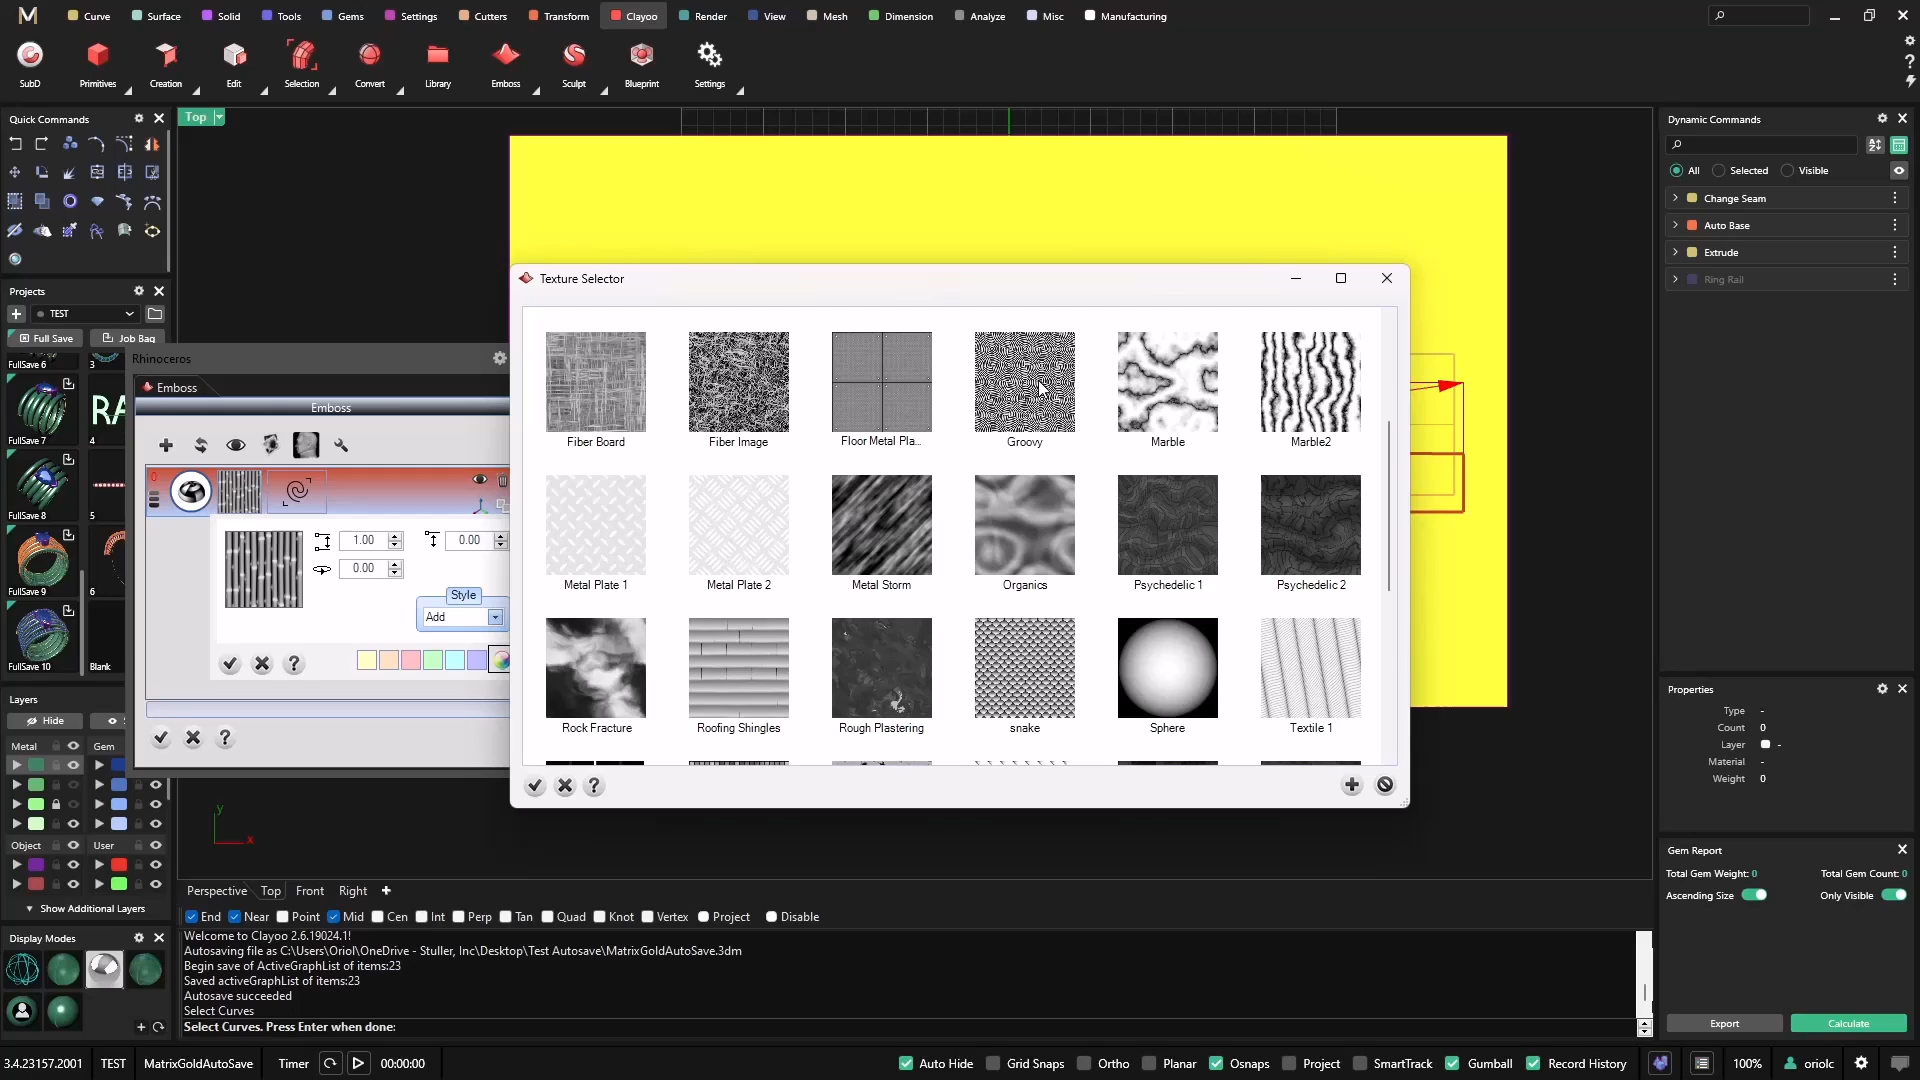 Curve Surface Solid Tools Gems Settings Cutters Transform Clayoo Render View Mesh Dimension Analyze Misc Manufacturing
SubD Primitives Creation Edit Selection Convert Library Emboss Sculpt Blueprint Settings
Quick Commands
Projects
TEST
Full Save Job Bag
FullSave 6 3
FullSave 7 4
FullSave 8 5
FullSave 9 6
FullSave 10 Blank
Layers
Hide
Metal Gem
Object User
Show Additional Layers
Display Modes
Top
Rhinoceros
Emboss
Emboss
1.00 0.00
0.00
Style
Add
Texture Selector
Fiber Board Fiber Image Floor Metal Pla... Groovy Marble Marble2
Metal Plate 1 Metal Plate 2 Metal Storm Organics Psychedelic 1 Psychedelic 2
Rock Fracture Roofing Shingles Rough Plastering snake Sphere Textile 1
y
x
Perspective Top Front Right
End Near Point Mid Cen Int Perp Tan Quad Knot Vertex Project Disable
Welcome to Clayoo 2.6.19024.1!
Autosaving file as C:\Users\Oriol\OneDrive - Stuller, Inc\Desktop\Test Autosave\MatrixGoldAutoSave.3dm
Begin save of ActiveGraphList of items:23
Saved activeGraphList of items:23
Autosave succeeded
Select Curves
Select Curves. Press Enter when done:
Dynamic Commands
All Selected Visible
Change Seam
Auto Base
Extrude
Ring Rail
Properties
Type -
Count 0
Layer -
Material -
Weight 0
Gem Report
Total Gem Weight: 0 Total Gem Count: 0
Ascending Size Only Visible
Export Calculate
3.4.23157.2001 TEST MatrixGoldAutoSave Timer 00:00:00 Auto Hide Grid Snaps Ortho Planar Osnaps Project SmartTrack Gumball Record History 100% oriolc